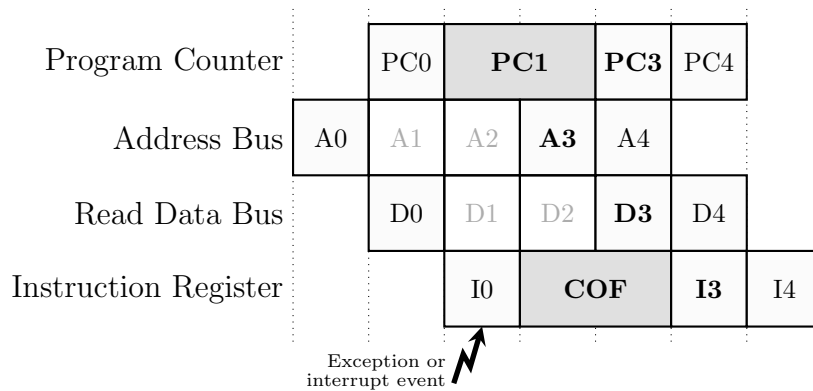 Program Counter PC0 PC1 PC3 PC4
Address Bus A0 A1 A2 A3 A4
Read Data Bus D0 D1 D2 D3 D4
Instruction Register I0 COF I3 I4
Exception or
interrupt event